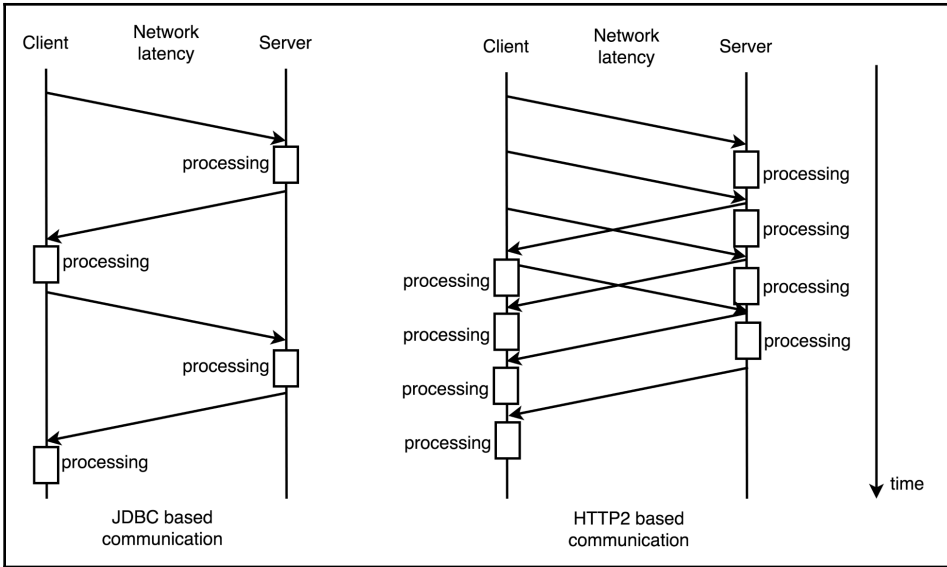 Client
Network
latency
Server
processing
processing
processing
processing
JDBC based
communication
Client
Network
latency
Server
processing
processing
processing
processing
processing
processing
processing
processing
HTTP2 based
communication
time